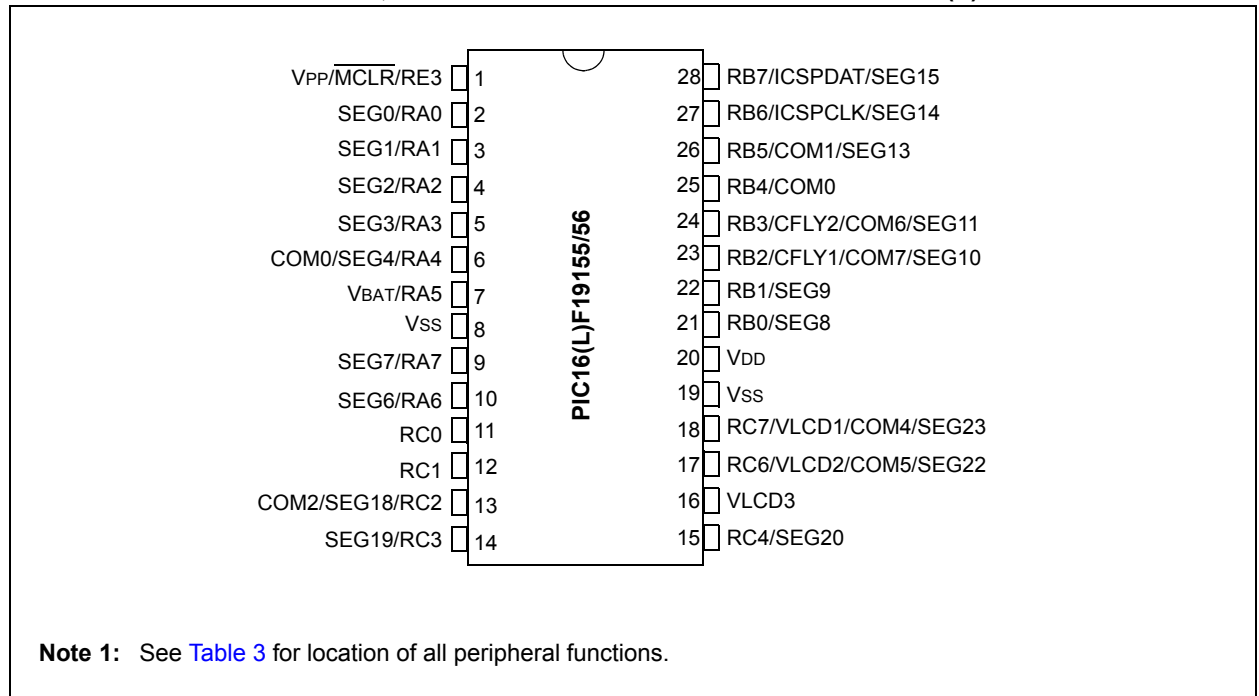 VPP/MCLR/RE3 1
SEG0/RA0 2
SEG1/RA1 3
SEG2/RA2 4
SEG3/RA3 5
COM0/SEG4/RA4 6
VBAT/RA5 7
VSS 8
SEG7/RA7 9
SEG6/RA6 10
RC0 11
RC1 12
COM2/SEG18/RC2 13
SEG19/RC3 14
PIC16(L)F19155/56
28 RB7/ICSPDAT/SEG15
27 RB6/ICSPCLK/SEG14
26 RB5/COM1/SEG13
25 RB4/COM0
24 RB3/CFLY2/COM6/SEG11
23 RB2/CFLY1/COM7/SEG10
22 RB1/SEG9
21 RB0/SEG8
20 VDD
19 VSS
18 RC7/VLCD1/COM4/SEG23
17 RC6/VLCD2/COM5/SEG22
16 VLCD3
15 RC4/SEG20
Note 1: See Table 3 for location of all peripheral functions.